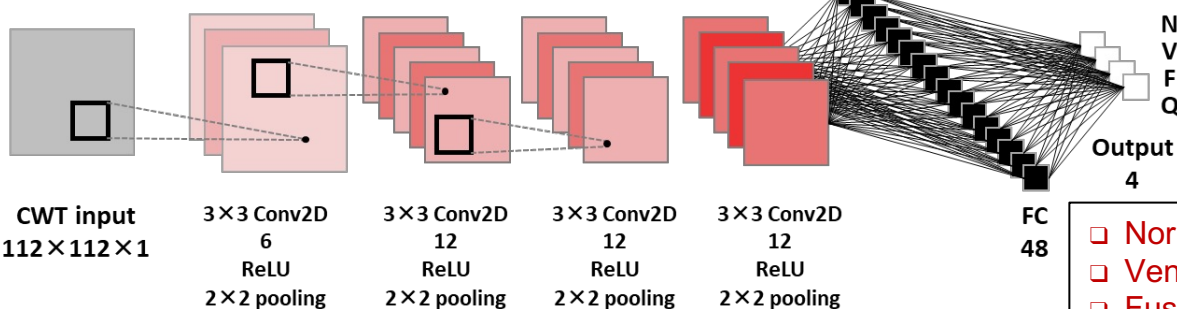 N
V
F
Q
Output
4
CWT input
112×112×1
3×3 Conv2D
6
ReLU
2×2 pooling
3×3 Conv2D
12
ReLU
2×2 pooling
3×3 Conv2D
12
ReLU
2×2 pooling
3×3 Conv2D
12
ReLU
2×2 pooling
FC
48
❑ Nor
❑ Ven
❑ Fus